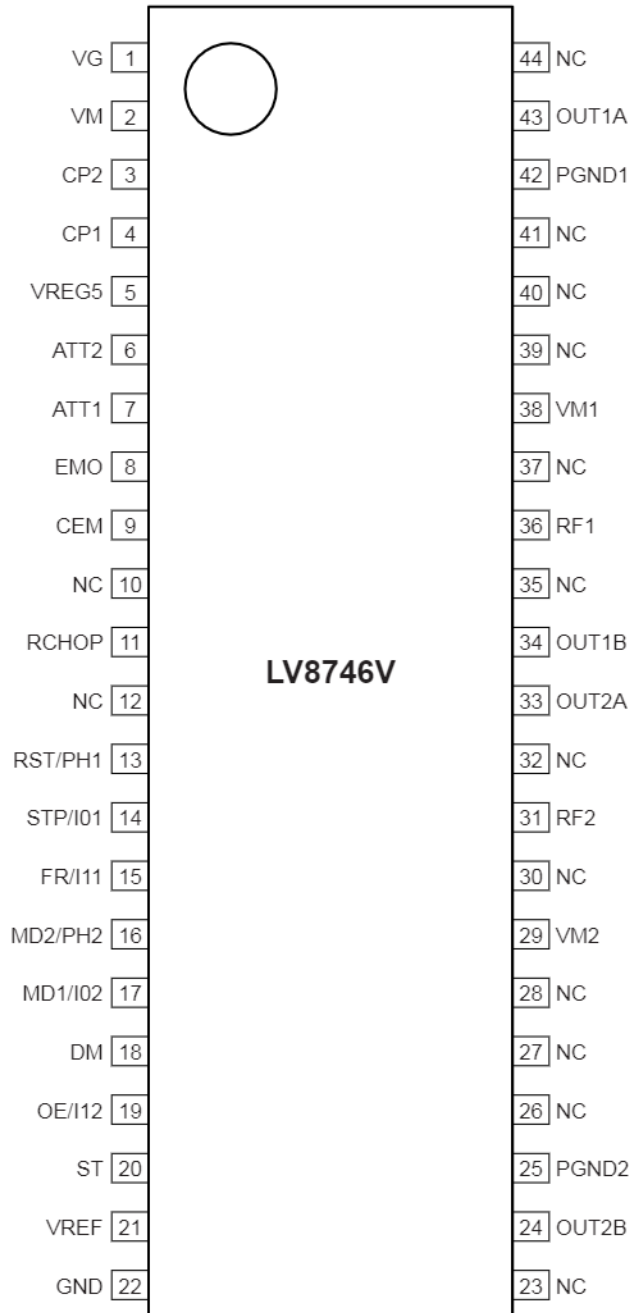 VG 1 44 NC
VM 2 43 OUT1A
CP2 3 42 PGND1
CP1 4 41 NC
VREG5 5 40 NC
ATT2 6 39 NC
ATT1 7 38 VM1
EMO 8 37 NC
CEM 9 36 RF1
NC 10 35 NC
RCHOP 11 34 OUT1B
LV8746V
NC 12 33 OUT2A
RST/PH1 13 32 NC
STP/I01 14 31 RF2
FR/I11 15 30 NC
MD2/PH2 16 29 VM2
MD1/I02 17 28 NC
DM 18 27 NC
OE/I12 19 26 NC
ST 20 25 PGND2
VREF 21 24 OUT2B
GND 22 23 NC